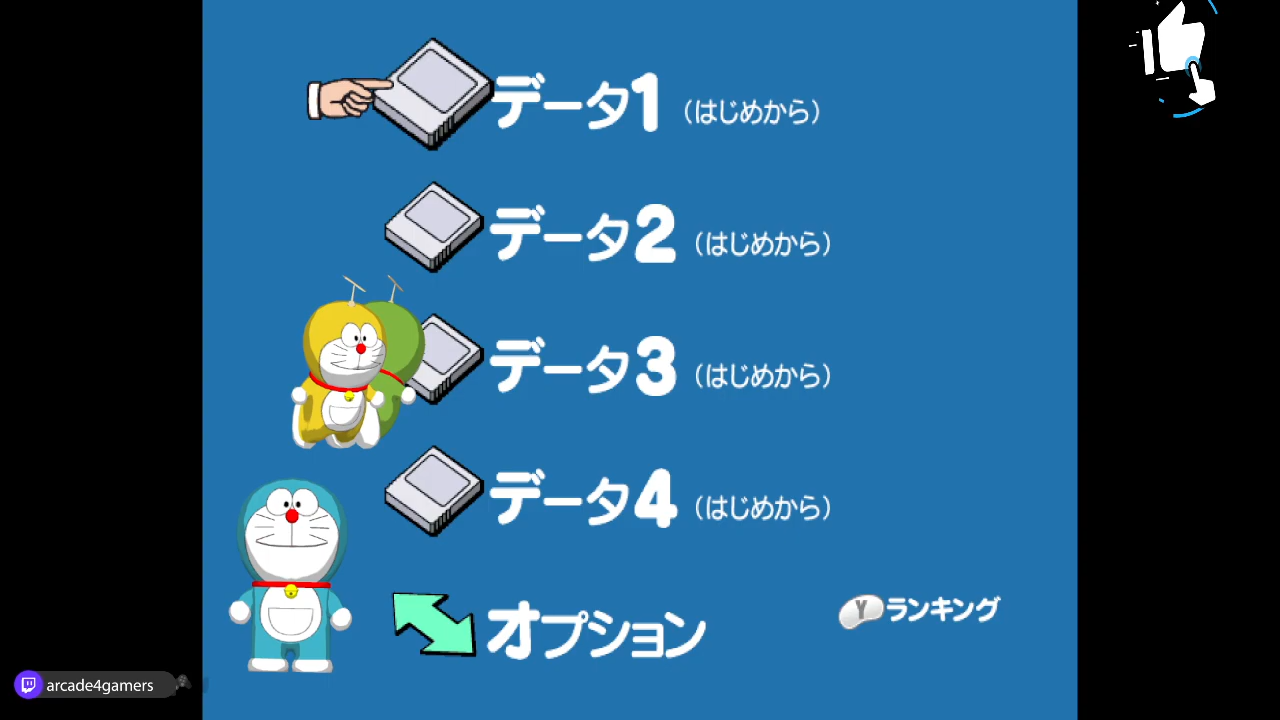 データ1 (はじめから)
データ2 (はじめから)
データ3 (はじめから)
データ4 (はじめから)
オプション
Y ランキング
arcade4gamers